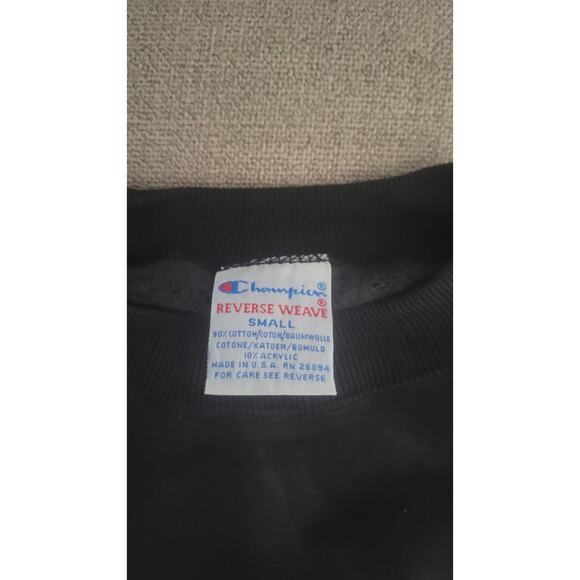 Champion®
REVERSE WEAVE®
SMALL
90% COTTON/COTON/BAUMWOLLE
COTONE/KATOEN/BOMULD
10% ACRYLIC
MADE IN U.S.A. RN 26094
FOR CARE SEE REVERSE